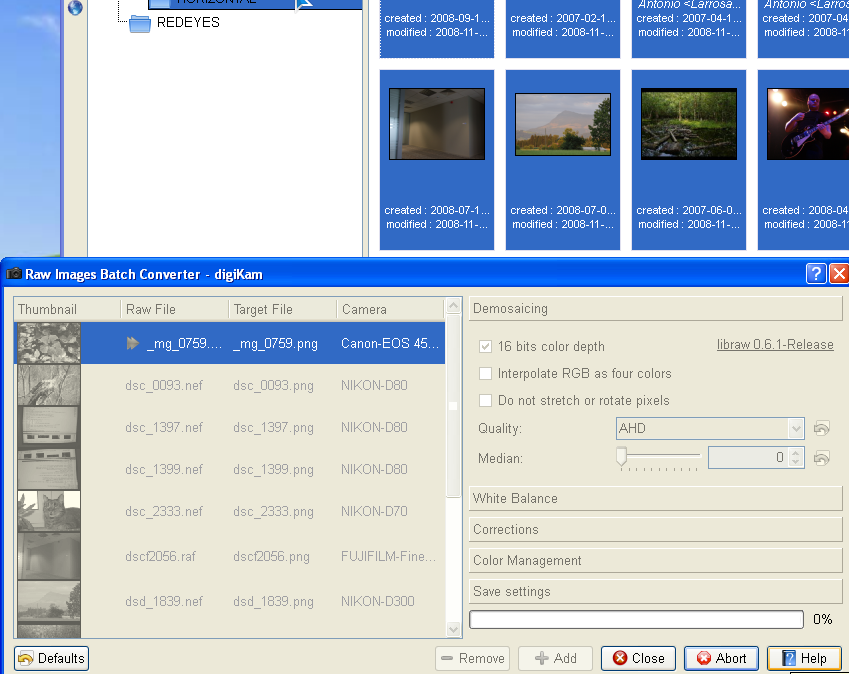 HORIZONTAL
REDEYES
Antonio <Larrosa... Antonio <Larros
created : 2008-09-1... created : 2007-02-1... created : 2007-04-1... created : 2007-04
modified : 2008-11-... modified : 2008-11-... modified : 2008-11-... modified : 2008-11
created : 2008-07-1... created : 2008-07-0... created : 2007-06-0... created : 2008-04
modified : 2008-11-... modified : 2008-11-... modified : 2008-11-... modified : 2008-11
Raw Images Batch Converter - digiKam
Thumbnail Raw File Target File Camera
_mg_0759.... _mg_0759.png Canon-EOS 45...
dsc_0093.nef dsc_0093.png NIKON-D80
dsc_1397.nef dsc_1397.png NIKON-D80
dsc_1399.nef dsc_1399.png NIKON-D80
dsc_2333.nef dsc_2333.png NIKON-D70
dscf2056.raf dscf2056.png FUJIFILM-Fine...
dsd_1839.nef dsd_1839.png NIKON-D300
Demosaicing
16 bits color depth libraw 0.6.1-Release
Interpolate RGB as four colors
Do not stretch or rotate pixels
Quality: AHD
Median: 0
White Balance
Corrections
Color Management
Save settings
0%
Defaults Remove Add Close Abort Help